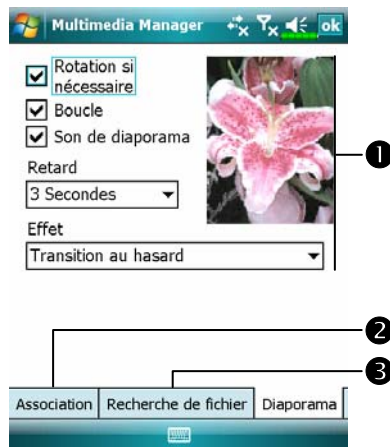 Multimedia Manager ok
Rotation si
nécessaire
Boucle
Son de diaporama
Retard
3 Secondes
Effet
Transition au hasard
1
2
3
Association Recherche de fichier Diaporama